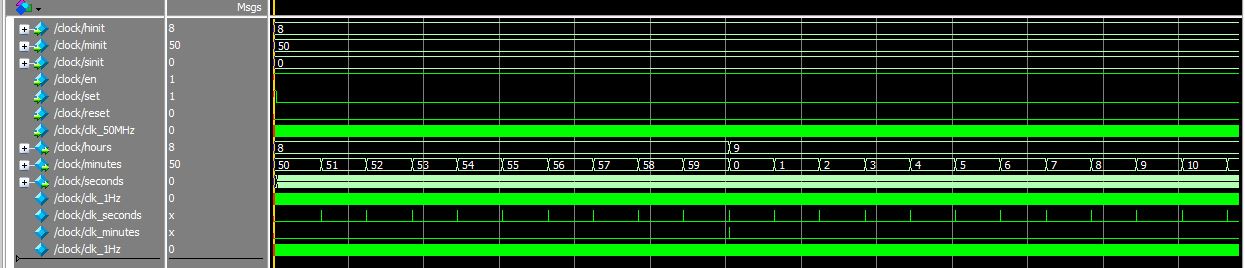 Msgs
/clock/hinit 8 8
/clock/minit 50 50
/clock/sinit 0 0
/clock/en 1
/clock/set 1
/clock/reset 0
/clock/clk_50MHz 0
/clock/hours 8 8 9
/clock/minutes 50 50 51 52 53 54 55 56 57 58 59 0 1 2 3 4 5 6 7 8 9 10
/clock/seconds 0
/clock/clk_1Hz 0
/clock/clk_seconds x
/clock/clk_minutes x
/clock/clk_1Hz 0